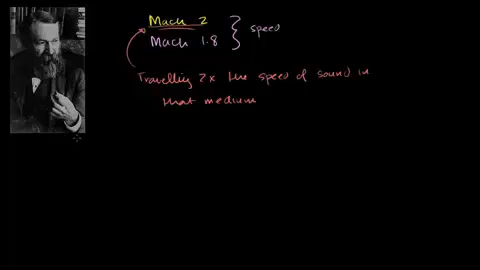 Mach 2
Mach 1.8
speed
Travelling 2x the speed of sound in
that medium